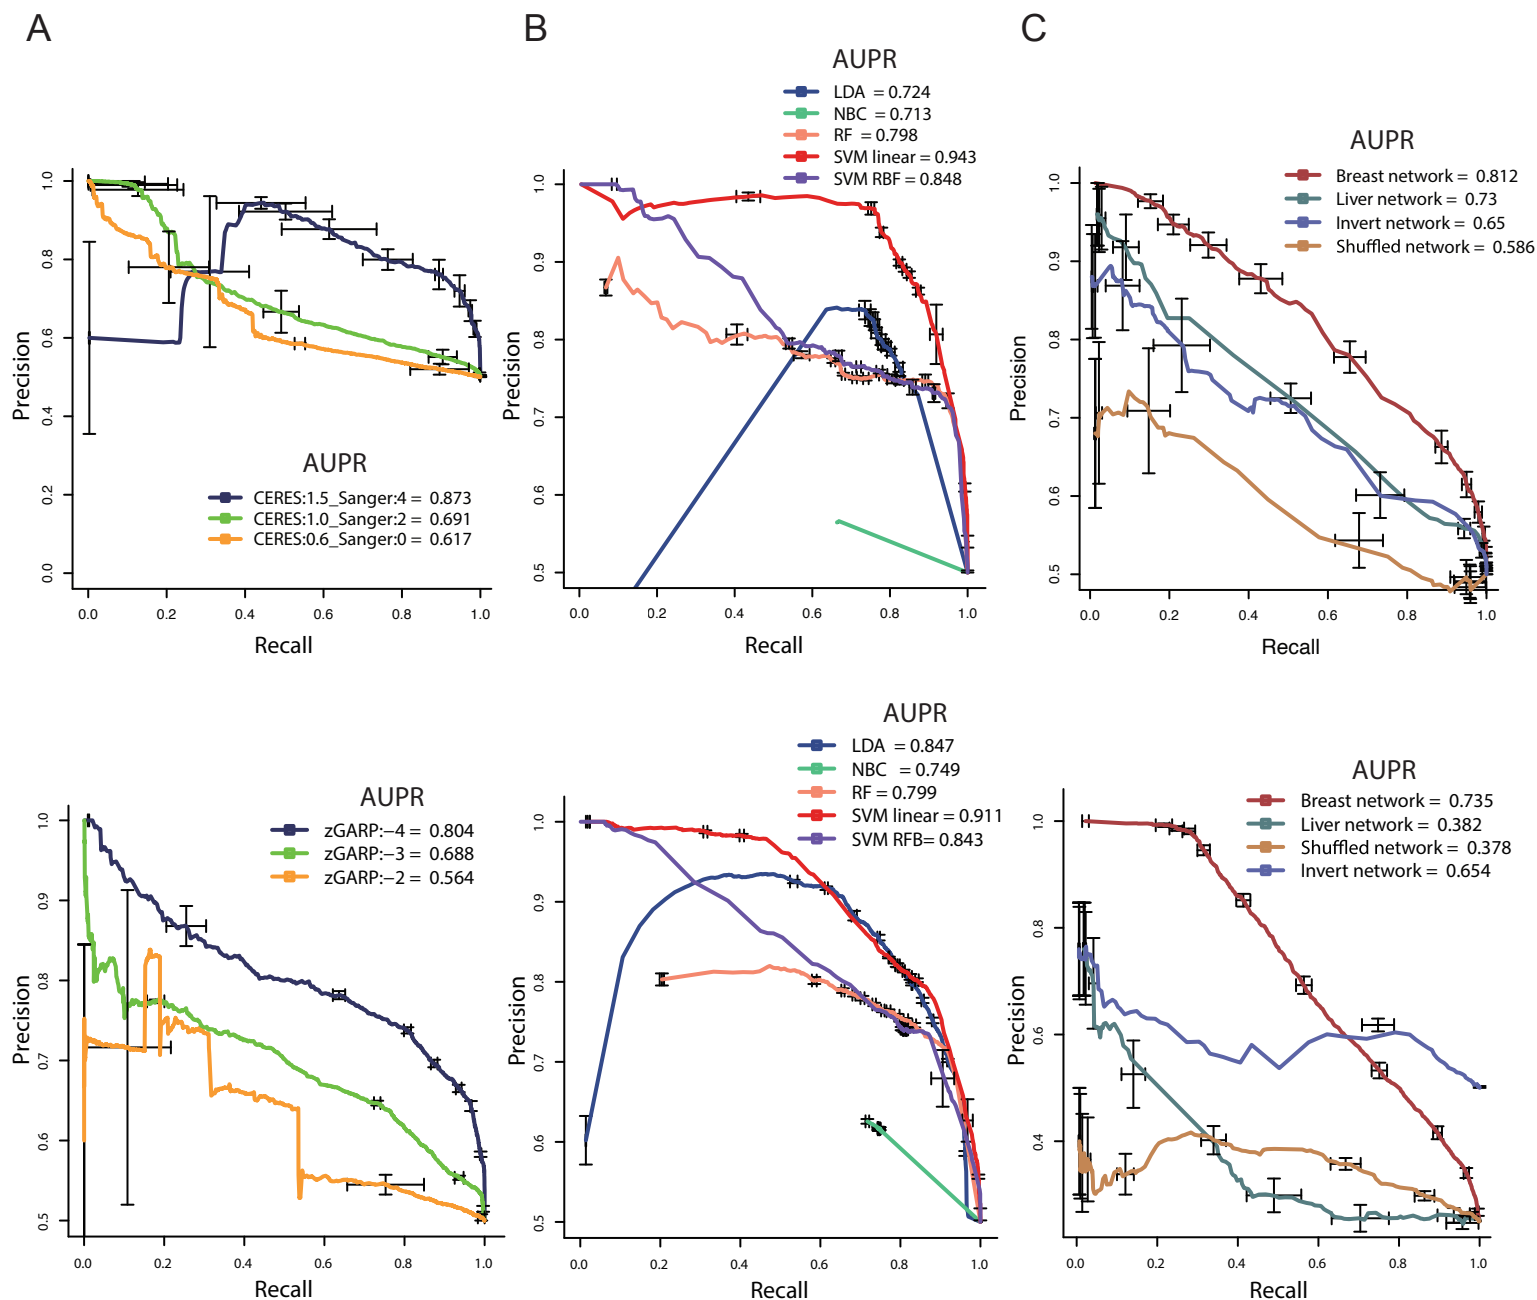 A
B
C
AUPR
LDA = 0.724
NBC = 0.713
RF = 0.798
SVM linear = 0.943
SVM RBF = 0.848
AUPR
Breast network = 0.812
Liver network = 0.73
Invert network = 0.65
Shuffled network = 0.586
Precision
1.0
0.8
0.6
0.4
0.2
0.0
AUPR
CERES:1.5_Sanger:4 = 0.873
CERES:1.0_Sanger:2 = 0.691
CERES:0.6_Sanger:0 = 0.617
0.0 0.2 0.4 0.6 0.8 1.0
Recall
Precision
1.0
0.9
0.8
0.7
0.6
0.5
0.0 0.2 0.4 0.6 0.8 1.0
Recall
Precision
1.0
0.9
0.8
0.7
0.6
0.5
0.0 0.2 0.4 0.6 0.8 1.0
Recall
AUPR
zGARP:−4 = 0.804
zGARP:−3 = 0.688
zGARP:−2 = 0.564
Precision
1.0
0.9
0.8
0.7
0.6
0.5
0.0 0.2 0.4 0.6 0.8 1.0
Recall
AUPR
LDA = 0.847
NBC = 0.749
RF = 0.799
SVM linear = 0.911
SVM RFB= 0.843
Precision
1.0
0.9
0.8
0.7
0.6
0.5
0.0 0.2 0.4 0.6 0.8 1.0
Recall
AUPR
Breast network = 0.735
Liver network = 0.382
Shuffled network = 0.378
Invert network = 0.654
Precision
1.0
0.8
0.6
0.4
0.0 0.2 0.4 0.6 0.8 1.0
Recall